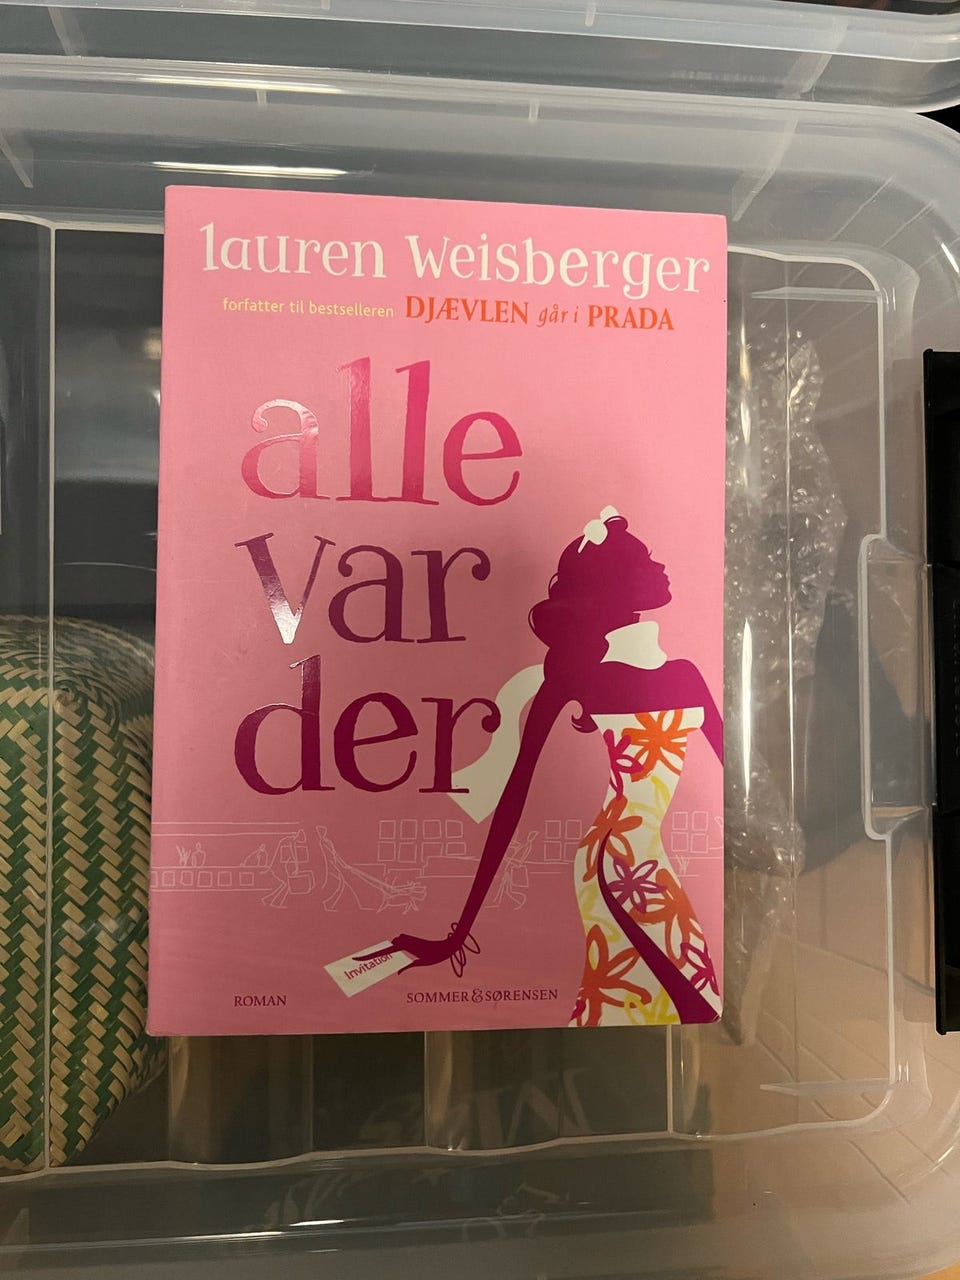 lauren Weisberger
forfatter til bestselleren DJÆVLEN går i PRADA
alle
var
der
Invitation
ROMAN
SOMMER&SØRENSEN